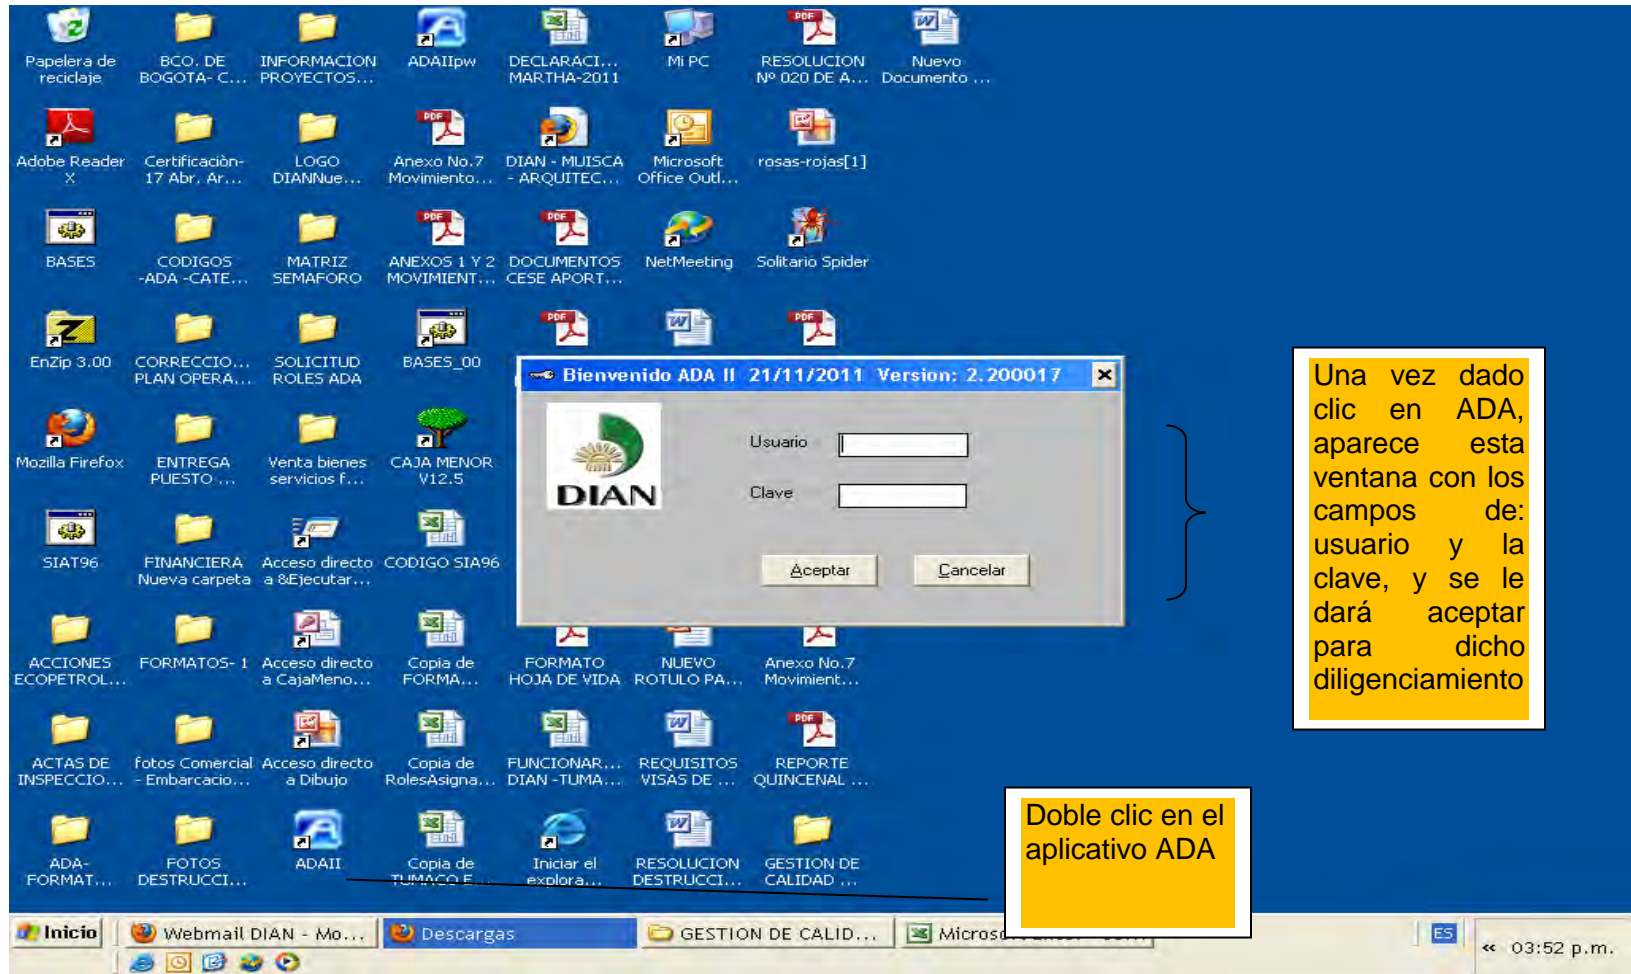 Papelera de
reciclaje
BCO. DE
BOGOTA- C...
INFORMACION
PROYECTOS...
ADAIIpw
DECLARACI...
MARTHA-2011
Mi PC
RESOLUCION
Nº 020 DE A...
Nuevo
Documento ...
Adobe Reader
X
Certificaciòn-
17 Abr, Ar...
LOGO
DIANNue...
Anexo No.7
Movimiento...
DIAN - MUISCA
- ARQUITEC...
Microsoft
Office Outl...
rosas-rojas[1]
BASES
CODIGOS
-ADA -CATE...
MATRIZ
SEMAFORO
ANEXOS 1 Y 2
MOVIMIENT...
DOCUMENTOS
CESE APORT...
NetMeeting
Solitario Spider
EnZip 3.00
CORRECCIO...
PLAN OPERA...
SOLICITUD
ROLES ADA
BASES_00
Bienvenido ADA II 21/11/2011 Version: 2.200017
DIAN
Usuario
Clave
Aceptar
Cancelar
Una vez dado
clic en ADA,
aparece esta
ventana con los
campos de:
usuario y la
clave, y se le
dará aceptar
para dicho
diligenciamiento
Mozilla Firefox
ENTREGA
PUESTO ...
Venta bienes
servicios f...
CAJA MENOR
V12.5
SIAT96
FINANCIERA
Nueva carpeta
Acceso directo
a &Ejecutar...
CODIGO SIA96
ACCIONES
ECOPETROL...
FORMATOS- 1
Acceso directo
a CajaMeno...
Copia de
FORMA...
FORMATO
HOJA DE VIDA
NUEVO
ROTULO PA...
Anexo No.7
Movimient...
ACTAS DE
INSPECCIO...
fotos Comercial
- Embarcacio...
Acceso directo
a Dibujo
Copia de
RolesAsigna...
FUNCIONAR...
DIAN -TUMA...
REQUISITOS
VISAS DE ...
REPORTE
QUINCENAL ...
ADA-
FORMAT...
FOTOS
DESTRUCCI...
ADAII
Copia de
TUMACO E...
Iniciar el
explora...
RESOLUCION
DESTRUCCI...
GESTION DE
CALIDAD ...
Doble clic en el
aplicativo ADA
Inicio
Webmail DIAN - Mo...
Descargas
GESTION DE CALID...
ES
« 03:52 p.m.